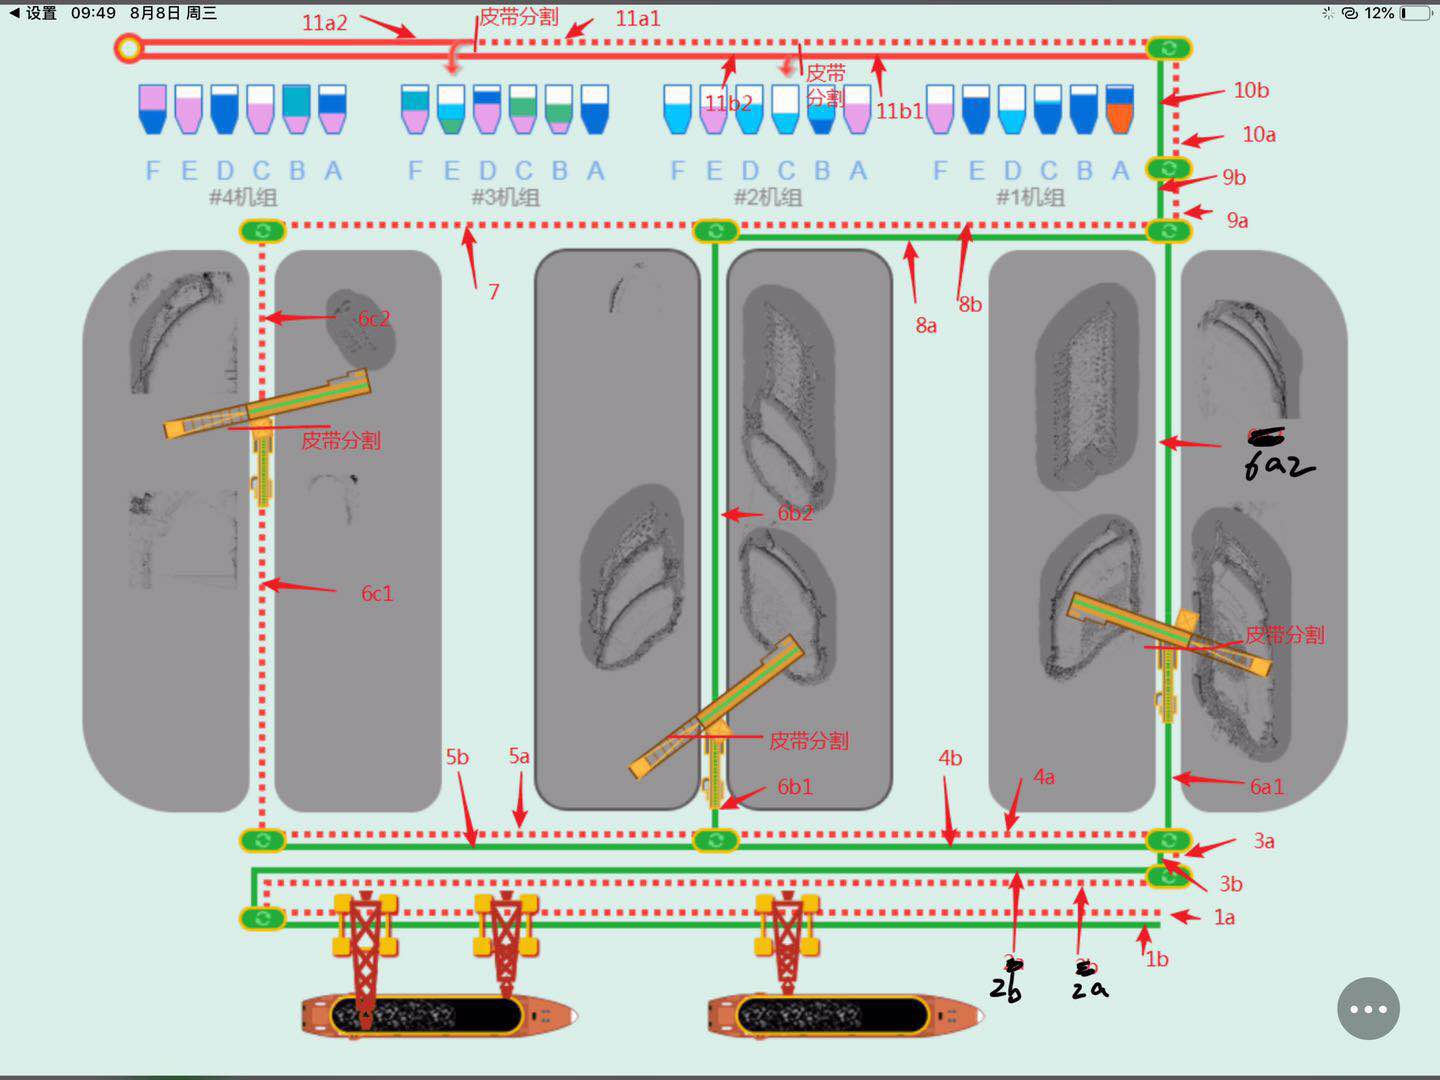 设置 09:49 8月8日 周三 12%
11a2 皮带分割 11a1
皮带
分割
11b2 11b1 10b
10a
F E D C B A F E D C B A F E D C B A F E D C B A
#4机组 #3机组 #2机组 #1机组
9b
9a
7 8a 8b
6c2
皮带分割
6a2
6b2
6c1
皮带分割
皮带分割
5b 5a 4b 4a
6b1 6a1
3a
3b
1a
1b
2b 2a